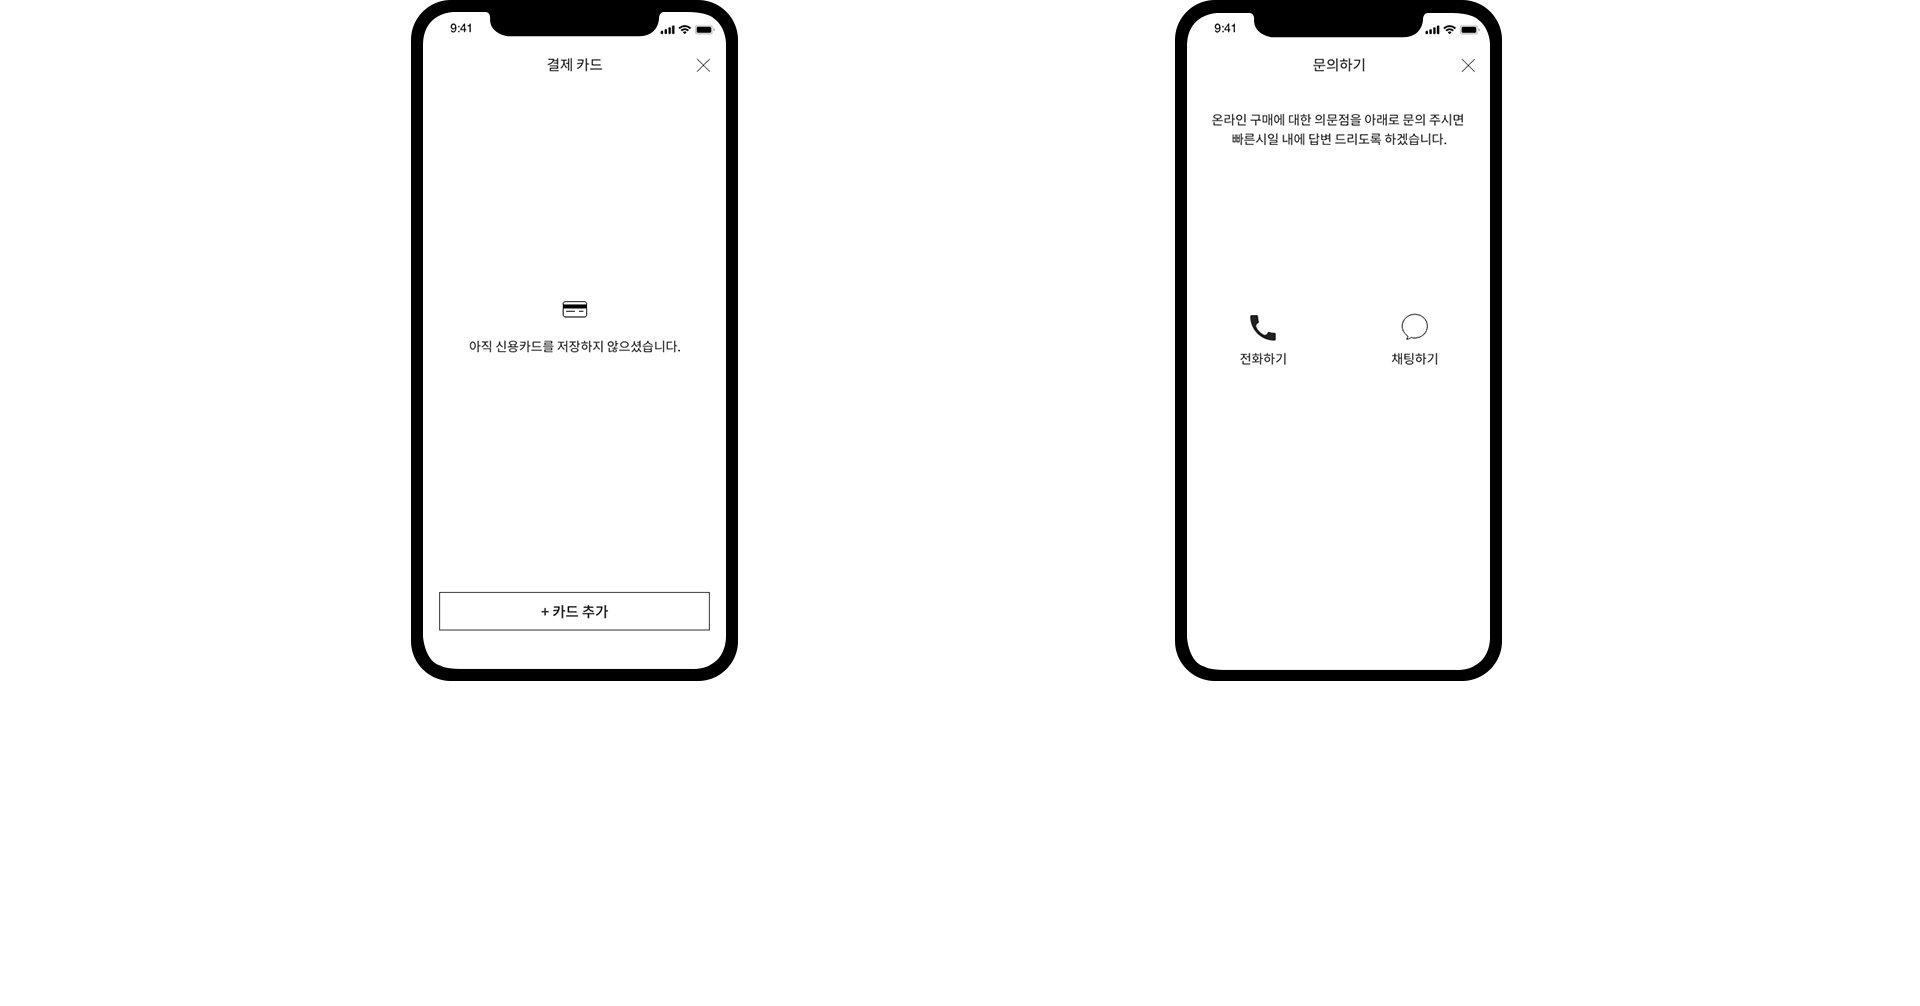 9:41
결제 카드
아직 신용카드를 저장하지 않으셨습니다.
+ 카드 추가
9:41
문의하기
온라인 구매에 대한 의문점을 아래로 문의 주시면
빠른시일 내에 답변 드리도록 하겠습니다.
전화하기
채팅하기